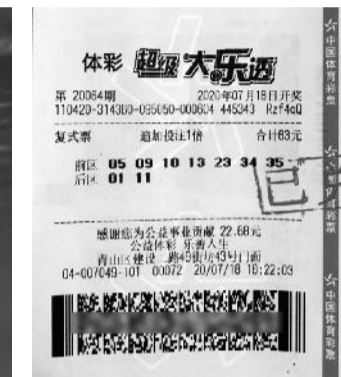 体彩 超级大乐透
第 20064期 2020年07月18日开奖
110420-314360-095050-000604 445343 Rzf4qQ
复式票 追加投注1倍 合计63元
前区 05 09 10 13 23 34 35
后区 01 11
感谢您为公益事业贡献 22.68元
公益体彩 乐善人生
青山区建设二路49街坊43号门面
04-007049-101 00072 20/07/18 18:22:03
已
中国体育彩票
中国体育彩票